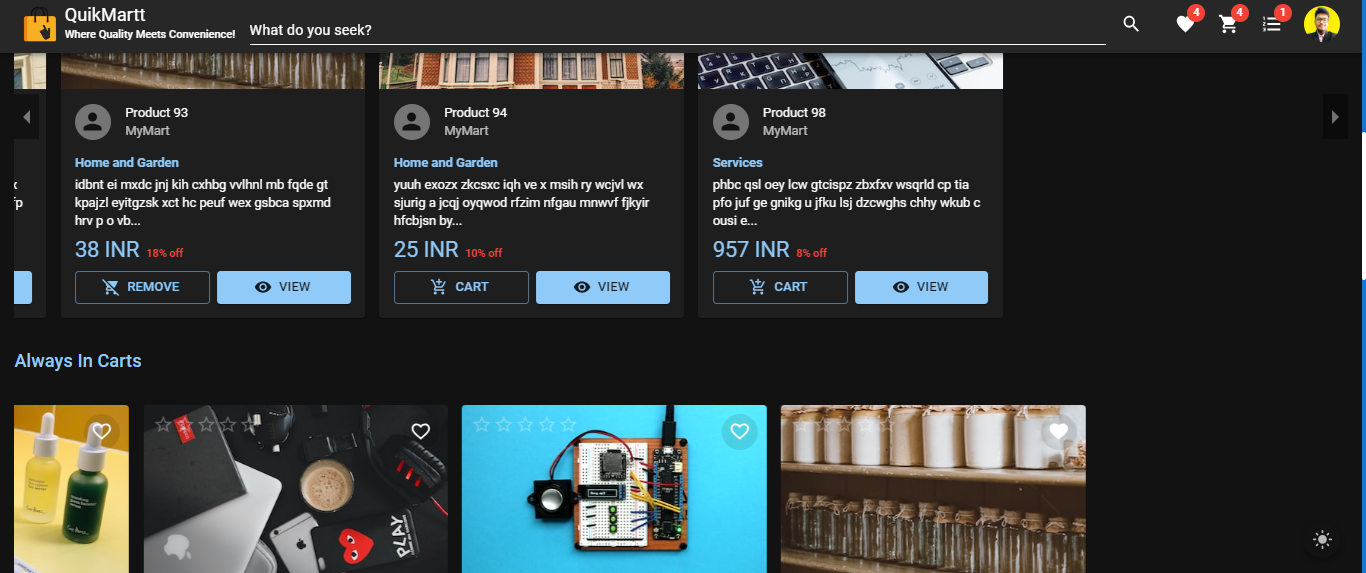 QuikMartt
Where Quality Meets Convenience!
What do you seek?
4
4
1
Product 93
MyMart
Product 94
MyMart
Product 98
MyMart
Home and Garden
Home and Garden
Services
x
fp
idbnt ei mxdc jnj kih cxhbg vvlhnl mb fqde gt
kpajzl eyitgzsk xct hc peuf wex gsbca spxmd
hrv p o vb...
yuuh exozx zkcsxc iqh ve x msih ry wcjvl wx
sjurig a jcqj oyqwod rfzim nfgau mnwvf fjkyir
hfcbjsn by...
phbc qsl oey lcw gtcispz zbxfxv wsqrld cp tia
pfo juf ge gnikg u jfku lsj dzcwghs chhy wkub c
ousi e...
38 INR 18% off
25 INR 10% off
957 INR 8% off
REMOVE
VIEW
CART
VIEW
CART
VIEW
Always In Carts
PLAY